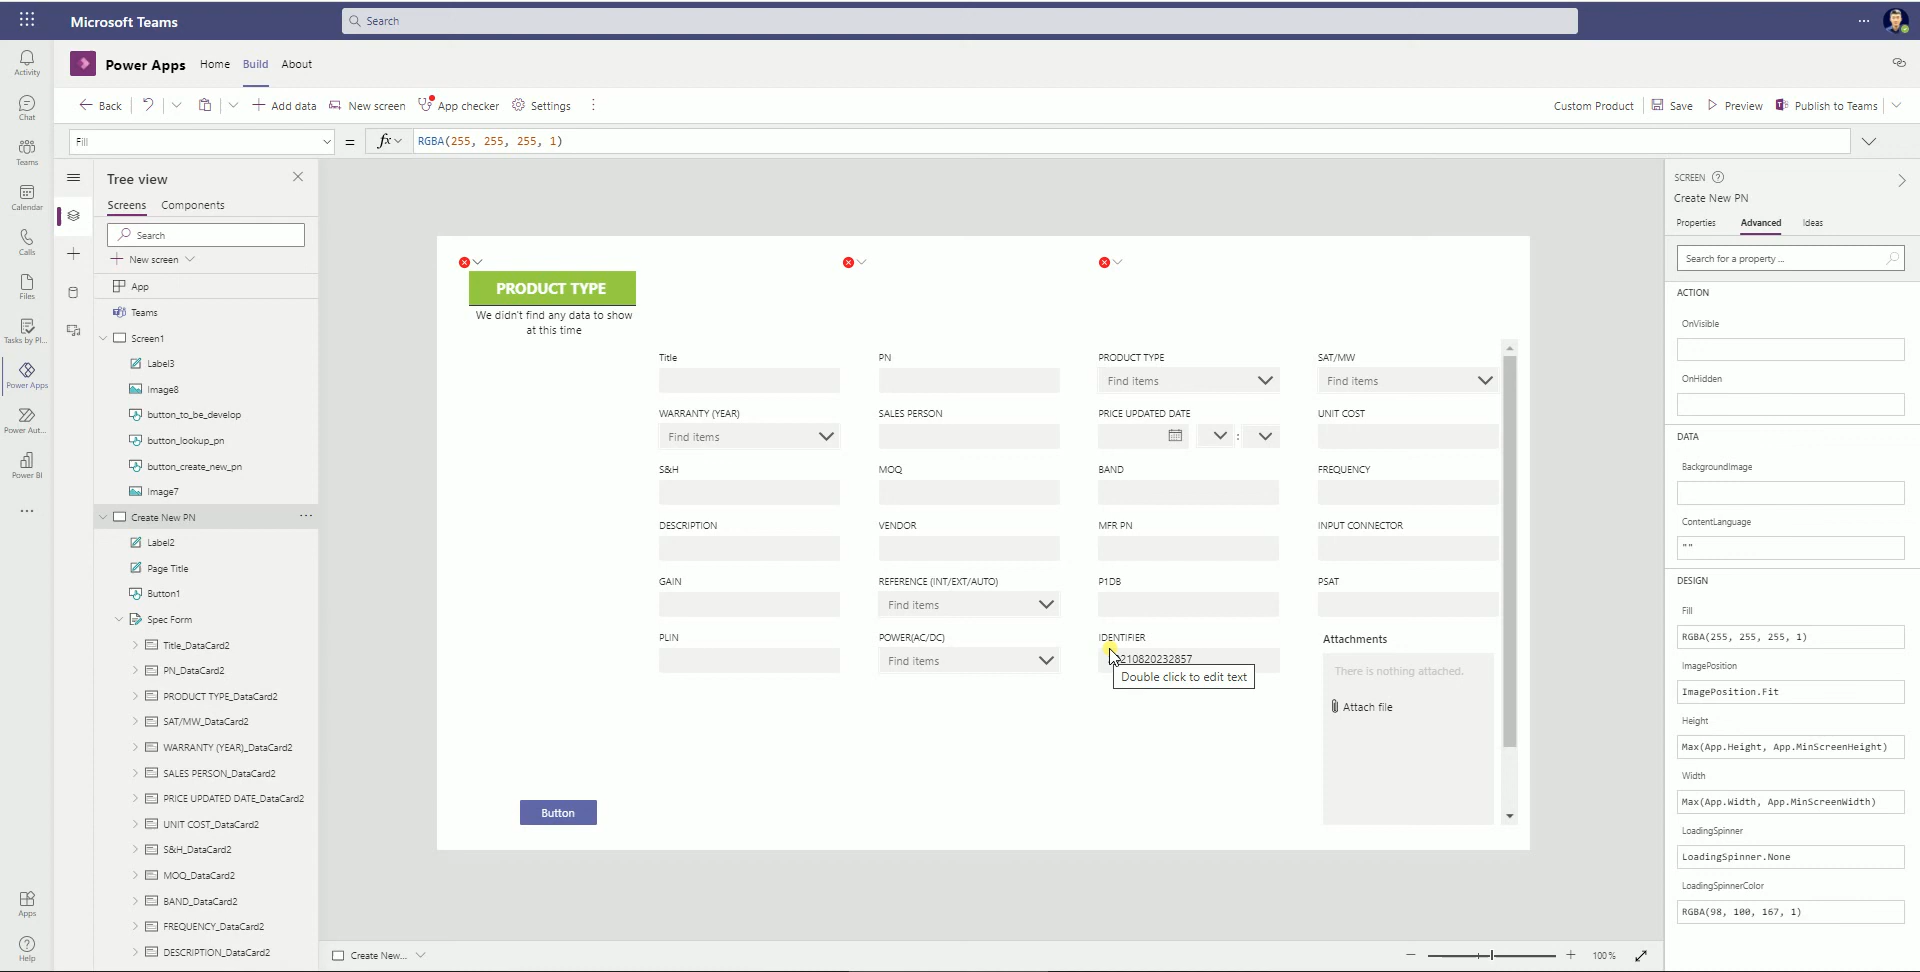 Microsoft Teams
Search
Power Apps
Home
Build
About
Back
Add data
New screen
App checker
Settings
Custom Product
Save
Preview
Publish to Teams
Fill
=
fx
RGBA(255, 255, 255, 1)
Activity
Chat
Teams
Calendar
Calls
Files
Tasks by Pl...
Power Apps
Power Aut...
Power BI
Apps
Help
Tree view
Screens
Components
Search
New screen
App
Teams
Screen1
Label3
Image8
button_to_be_develop
button_lookup_pn
button_create_new_pn
Image7
Create New PN
Label2
Page Title
Button1
Spec Form
Title_DataCard2
PN_DataCard2
PRODUCT TYPE_DataCard2
SAT/MW_DataCard2
WARRANTY (YEAR)_DataCard2
SALES PERSON_DataCard2
PRICE UPDATED DATE_DataCard2
UNIT COST_DataCard2
S&H_DataCard2
MOQ_DataCard2
BAND_DataCard2
FREQUENCY_DataCard2
DESCRIPTION_DataCard2
PRODUCT TYPE
We didn't find any data to show
at this time
Title
PN
PRODUCT TYPE
SAT/MW
Find items
Find items
WARRANTY (YEAR)
SALES PERSON
PRICE UPDATED DATE
UNIT COST
Find items
:
S&H
MOQ
BAND
FREQUENCY
DESCRIPTION
VENDOR
MFR PN
INPUT CONNECTOR
GAIN
REFERENCE (INT/EXT/AUTO)
P1DB
PSAT
Find items
PLIN
POWER(AC/DC)
IDENTIFIER
Attachments
Find items
210820232857
There is nothing attached.
Double click to edit text
Attach file
Button
Create New...
100 %
SCREEN
Create New PN
Properties
Advanced
Ideas
Search for a property ...
ACTION
OnVisible
OnHidden
DATA
BackgroundImage
ContentLanguage
""
DESIGN
Fill
RGBA(255, 255, 255, 1)
ImagePosition
ImagePosition.Fit
Height
Max(App.Height, App.MinScreenHeight)
Width
Max(App.Width, App.MinScreenWidth)
LoadingSpinner
LoadingSpinner.None
LoadingSpinnerColor
RGBA(98, 100, 167, 1)